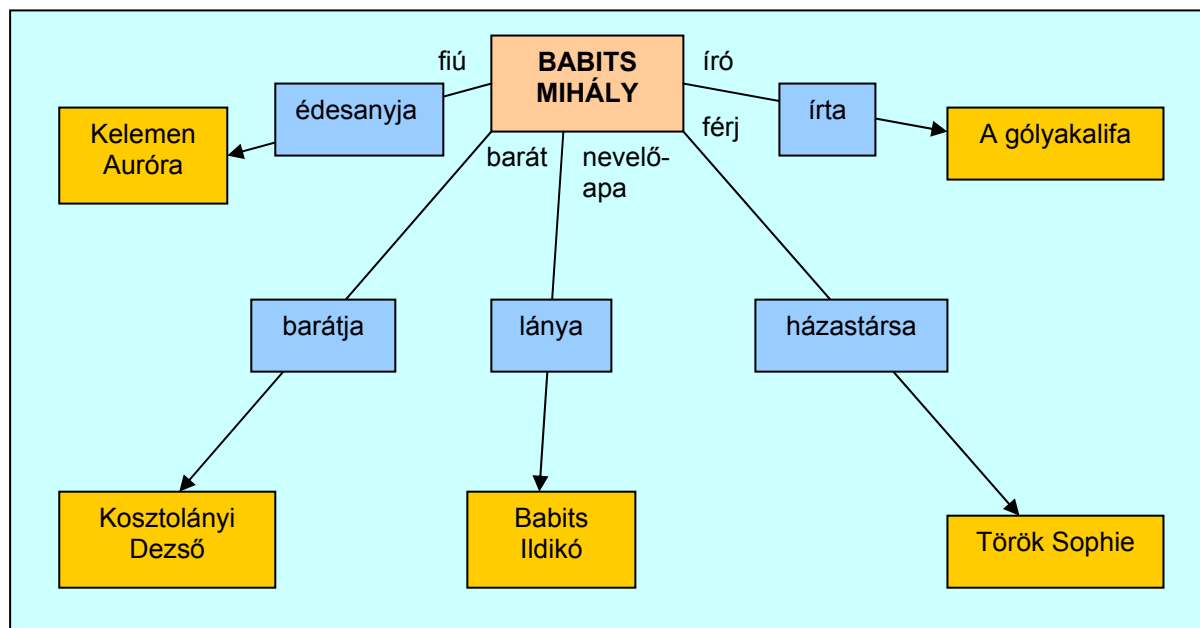 fiú
BABITS
MIHÁLY
író
édesanyja
írta
Kelemen
Auróra
férj
A gólyakalifa
barát
nevelő-
apa
barátja
lánya
házastársa
Kosztolányi
Dezső
Babits
Ildikó
Török Sophie